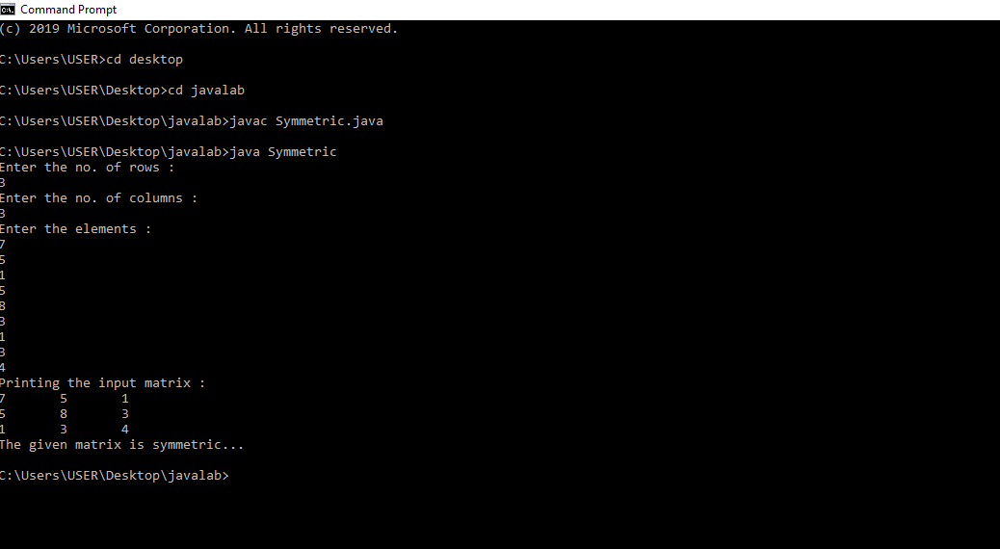 Command Prompt
(c) 2019 Microsoft Corporation. All rights reserved.
C:\Users\USER>cd desktop
C:\Users\USER\Desktop>cd javalab
C:\Users\USER\Desktop\javalab>javac Symmetric.java
C:\Users\USER\Desktop\javalab>java Symmetric
Enter the no. of rows :
3
Enter the no. of columns :
3
Enter the elements :
7
5
1
5
8
3
1
3
4
Printing the input matrix :
7 5 1
5 8 3
1 3 4
The given matrix is symmetric...
C:\Users\USER\Desktop\javalab>